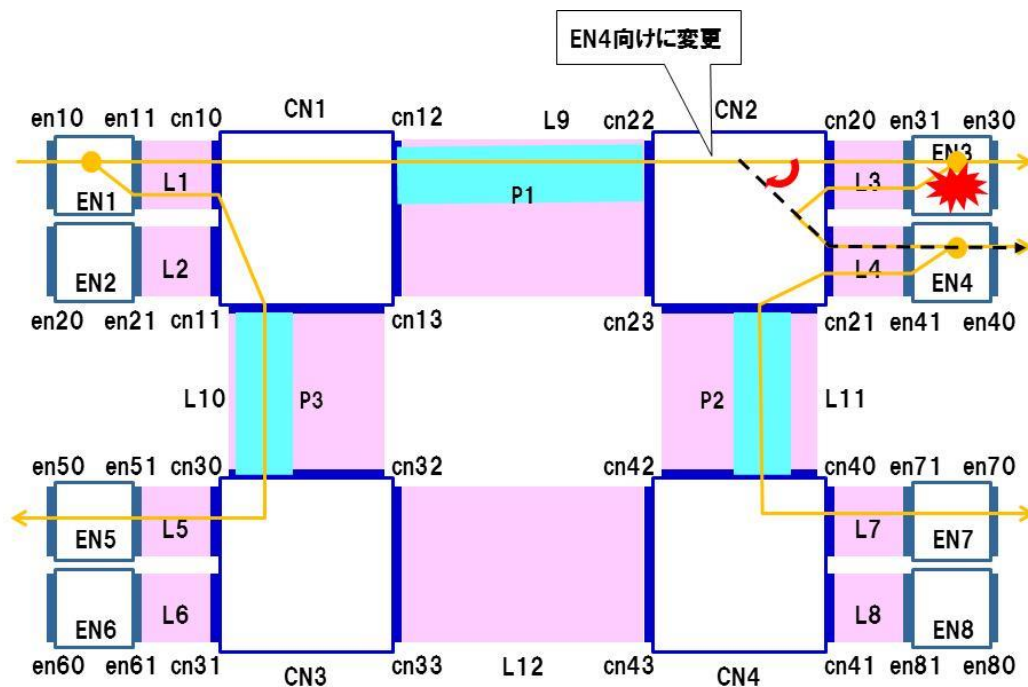 EN4向けに変更
en10 en11 cn10 CN1 cn12 L9 cn22 CN2 cn20 en31 en30
EN1 L1 P1 L3 EN3
EN2 L2 L4 EN4
en20 en21 cn11 cn13 cn23 cn21 en41 en40
L10 P3 P2 L11
en50 en51 cn30 cn32 cn42 cn40 en71 en70
EN5 L5 L7 EN7
EN6 L6 L8 EN8
en60 en61 cn31 CN3 cn33 L12 cn43 CN4 cn41 en81 en80